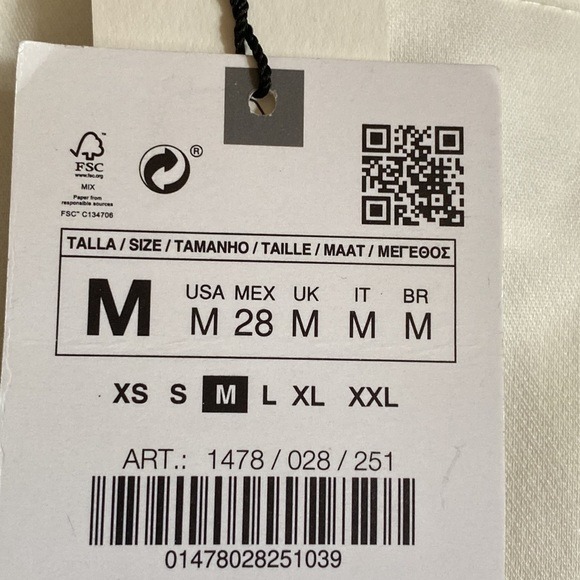 FSC
www.fsc.org
MIX
Paper from
responsible sources
FSC™ C134706
®
TALLA / SIZE / TAMANHO / TAILLE / MAAT / ΜΕΓΕΘΟΣ
M
USA MEX UK IT BR
M 28 M M M
XS S M L XL XXL
ART.: 1478 / 028 / 251
01478028251039